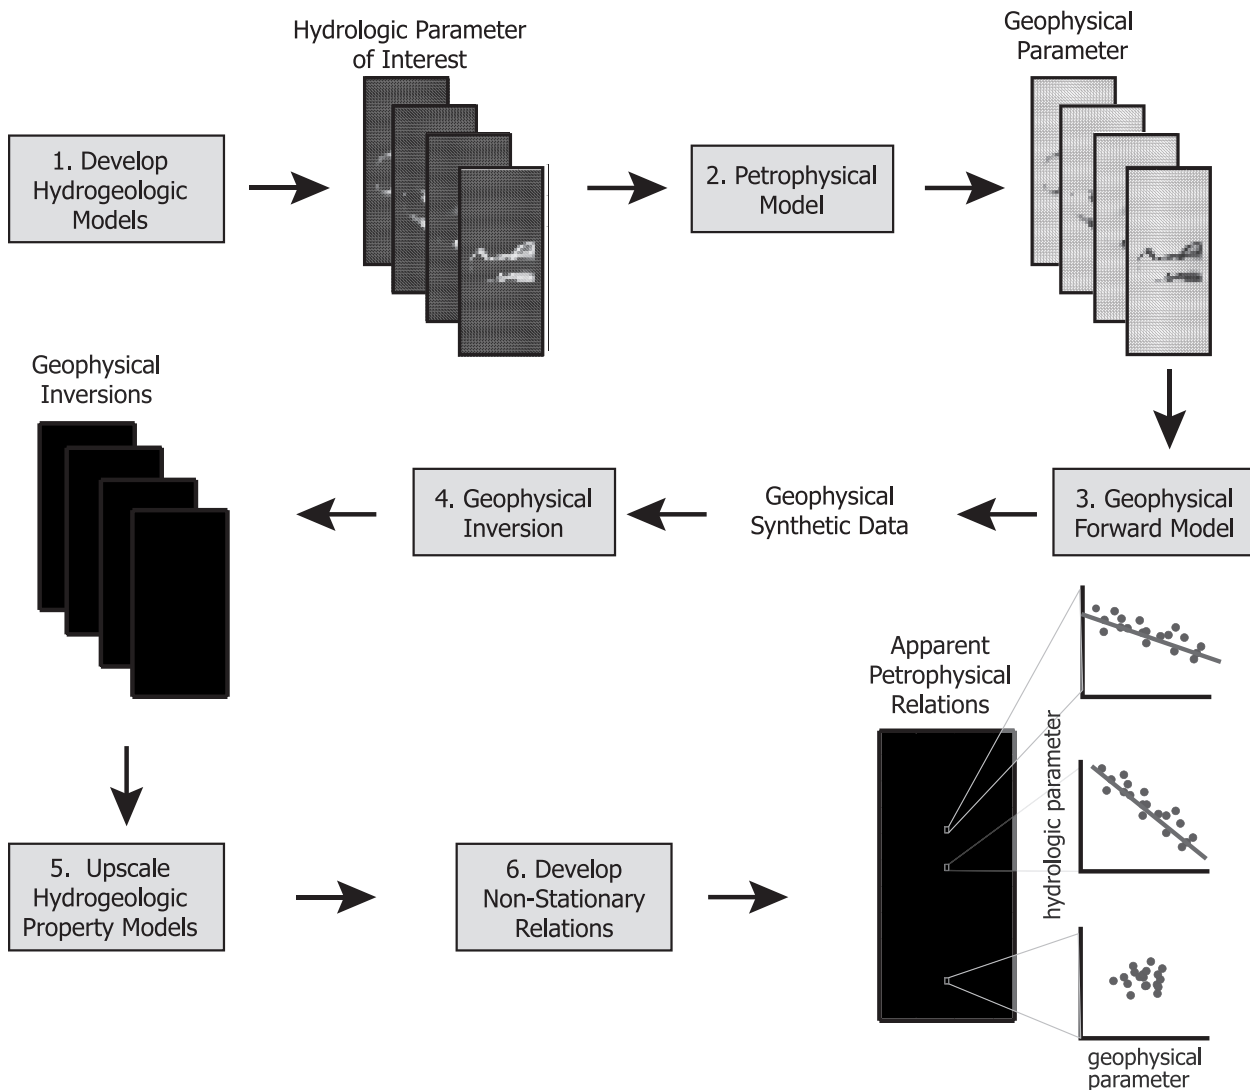 Hydrologic Parameter
of Interest
Geophysical
Parameter
1. Develop
Hydrogeologic
Models
2. Petrophysical
Model
Geophysical
Inversions
4. Geophysical
Inversion
Geophysical
Synthetic Data
3. Geophysical
Forward Model
Apparent
Petrophysical
Relations
hydrologic parameter
5. Upscale
Hydrogeologic
Property Models
6. Develop
Non-Stationary
Relations
geophysical
parameter